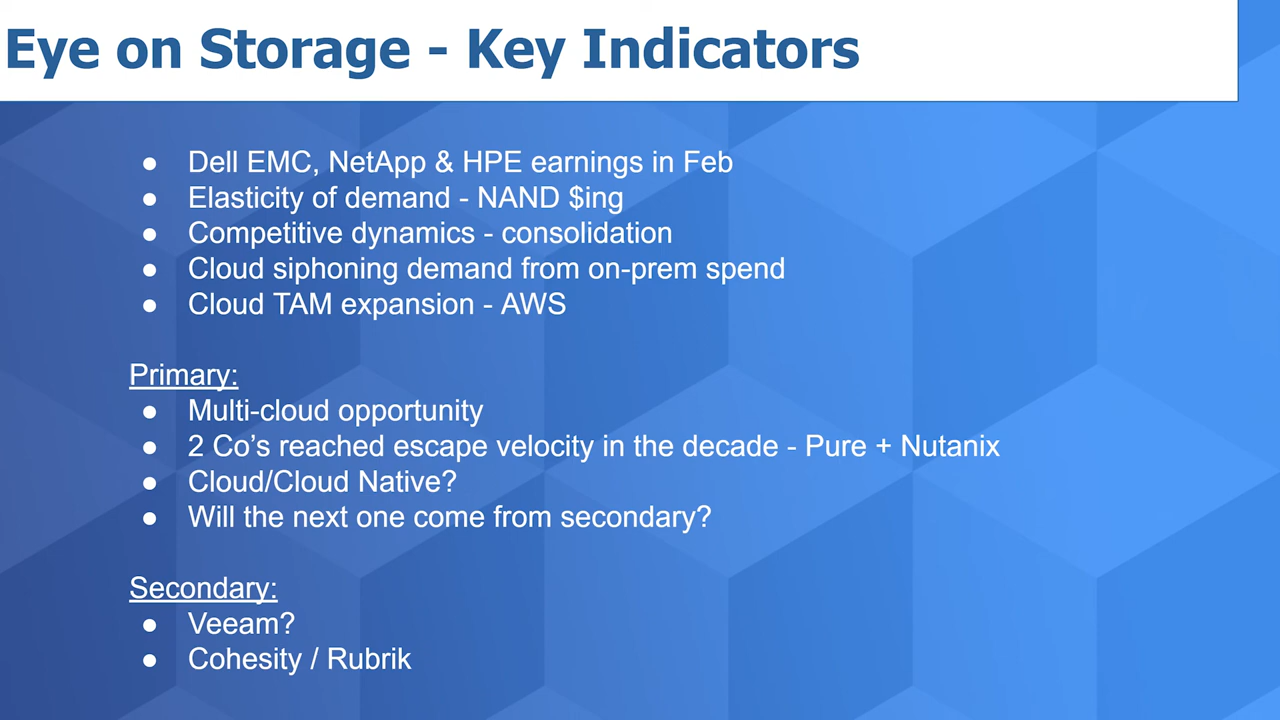 Eye on Storage - Key Indicators
● Dell EMC, NetApp & HPE earnings in Feb
● Elasticity of demand - NAND $ing
● Competitive dynamics - consolidation
● Cloud siphoning demand from on-prem spend
● Cloud TAM expansion - AWS
Primary:
● Multi-cloud opportunity
● 2 Co’s reached escape velocity in the decade - Pure + Nutanix
● Cloud/Cloud Native?
● Will the next one come from secondary?
Secondary:
● Veeam?
● Cohesity / Rubrik